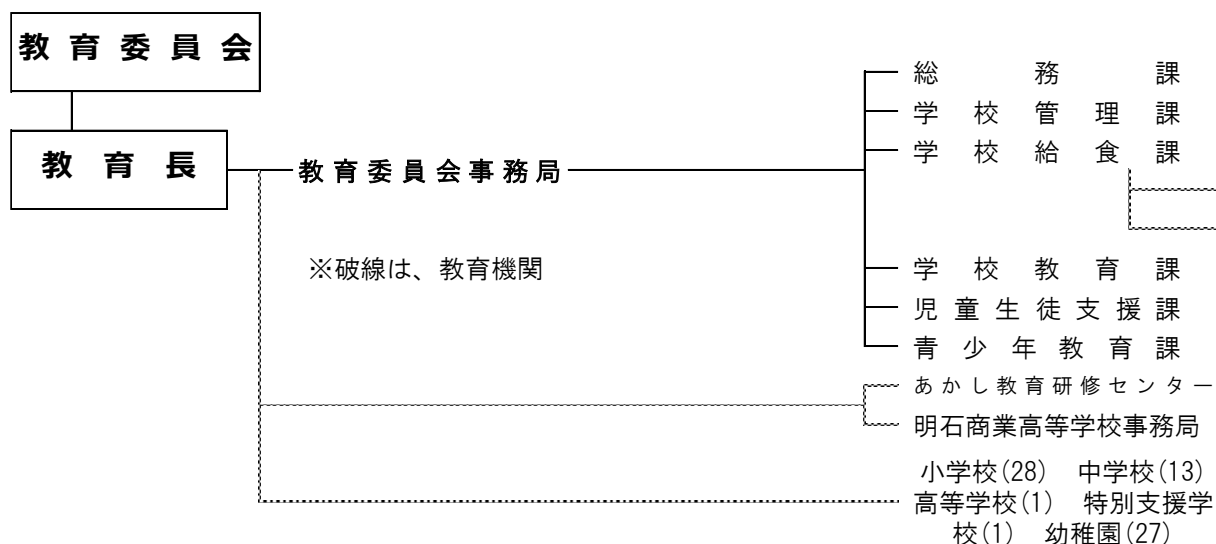 教育委員会
教育長
教育委員会事務局
※破線は、教育機関
総務課
学校管理課
学校給食課
学校教育課
児童生徒支援課
青少年教育課
あかし教育研修センター
明石商業高等学校事務局
小学校(28) 中学校(13)
高等学校(1) 特別支援学
校(1) 幼稚園(27)